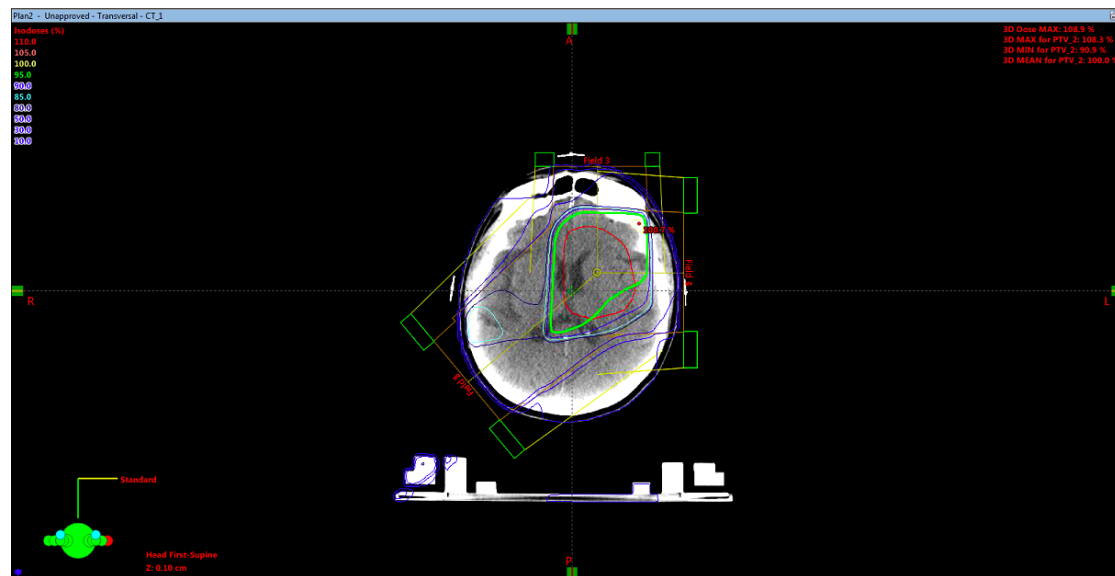 Plan2 - Unapproved - Transversal - CT_1
Isodoses (%)
110.0
105.0
100.0
95.0
90.0
85.0
80.0
50.0
30.0
10.0
3D Dose MAX: 108.9 %
3D MAX for PTV_2: 108.3 %
3D MIN for PTV_2: 90.9 %
3D MEAN for PTV_2: 100.0 %
A
Field 3
Field 4
R
L
Field 2
Standard
Head First-Supine
Z: 0.10 cm
P